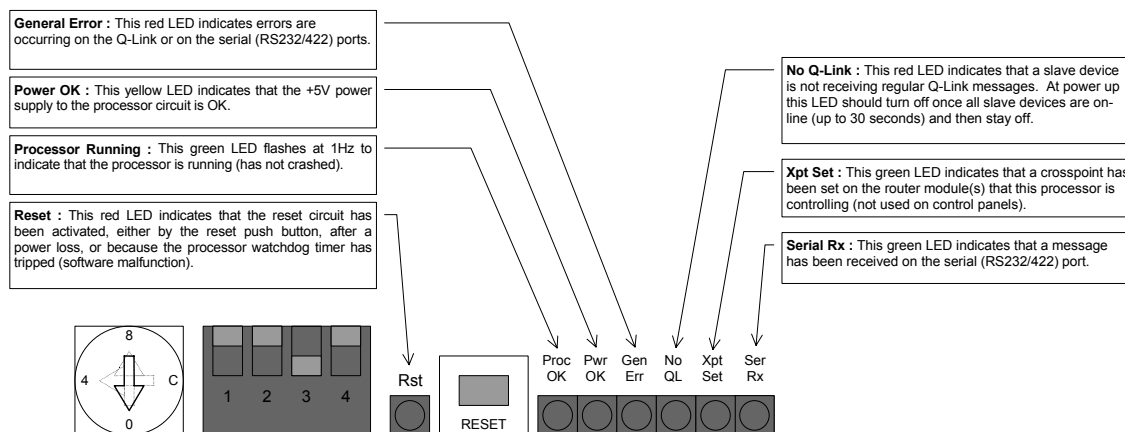 General Error : This red LED indicates errors are
occurring on the Q-Link or on the serial (RS232/422) ports.
Power OK : This yellow LED indicates that the +5V power
supply to the processor circuit is OK.
Processor Running : This green LED flashes at 1Hz to
indicate that the processor is running (has not crashed).
Reset : This red LED indicates that the reset circuit has
been activated, either by the reset push button, after a
power loss, or because the processor watchdog timer has
tripped (software malfunction).
No Q-Link : This red LED indicates that a slave device
is not receiving regular Q-Link messages. At power up
this LED should turn off once all slave devices are on-
line (up to 30 seconds) and then stay off.
Xpt Set : This green LED indicates that a crosspoint has
been set on the router module(s) that this processor is
controlling (not used on control panels).
Serial Rx : This green LED indicates that a message
has been received on the serial (RS232/422) port.
8
4 C
0
1 2 3 4
Rst
RESET
Proc OK
Pwr OK
Gen Err
No QL
Xpt Set
Ser Rx